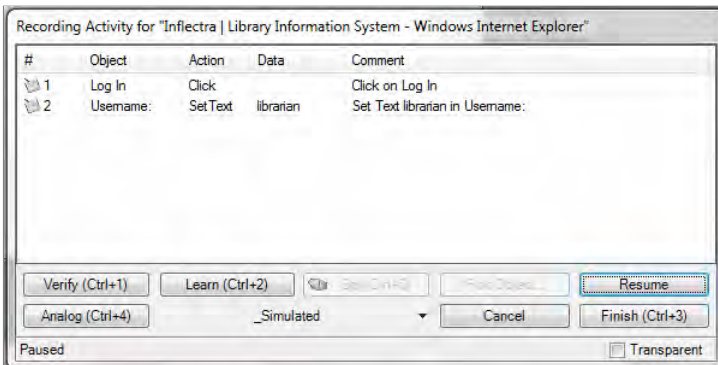 Recording Activity for "Inflectra | Library Information System - Windows Internet Explorer"
# Object Action Data Comment
1 Log In Click Click on Log In
2 Username: SetText librarian Set Text librarian in Username:
Verify (Ctrl+1) Learn (Ctrl+2) Resume
Analog (Ctrl+4) _Simulated Cancel Finish (Ctrl+3)
Paused Transparent